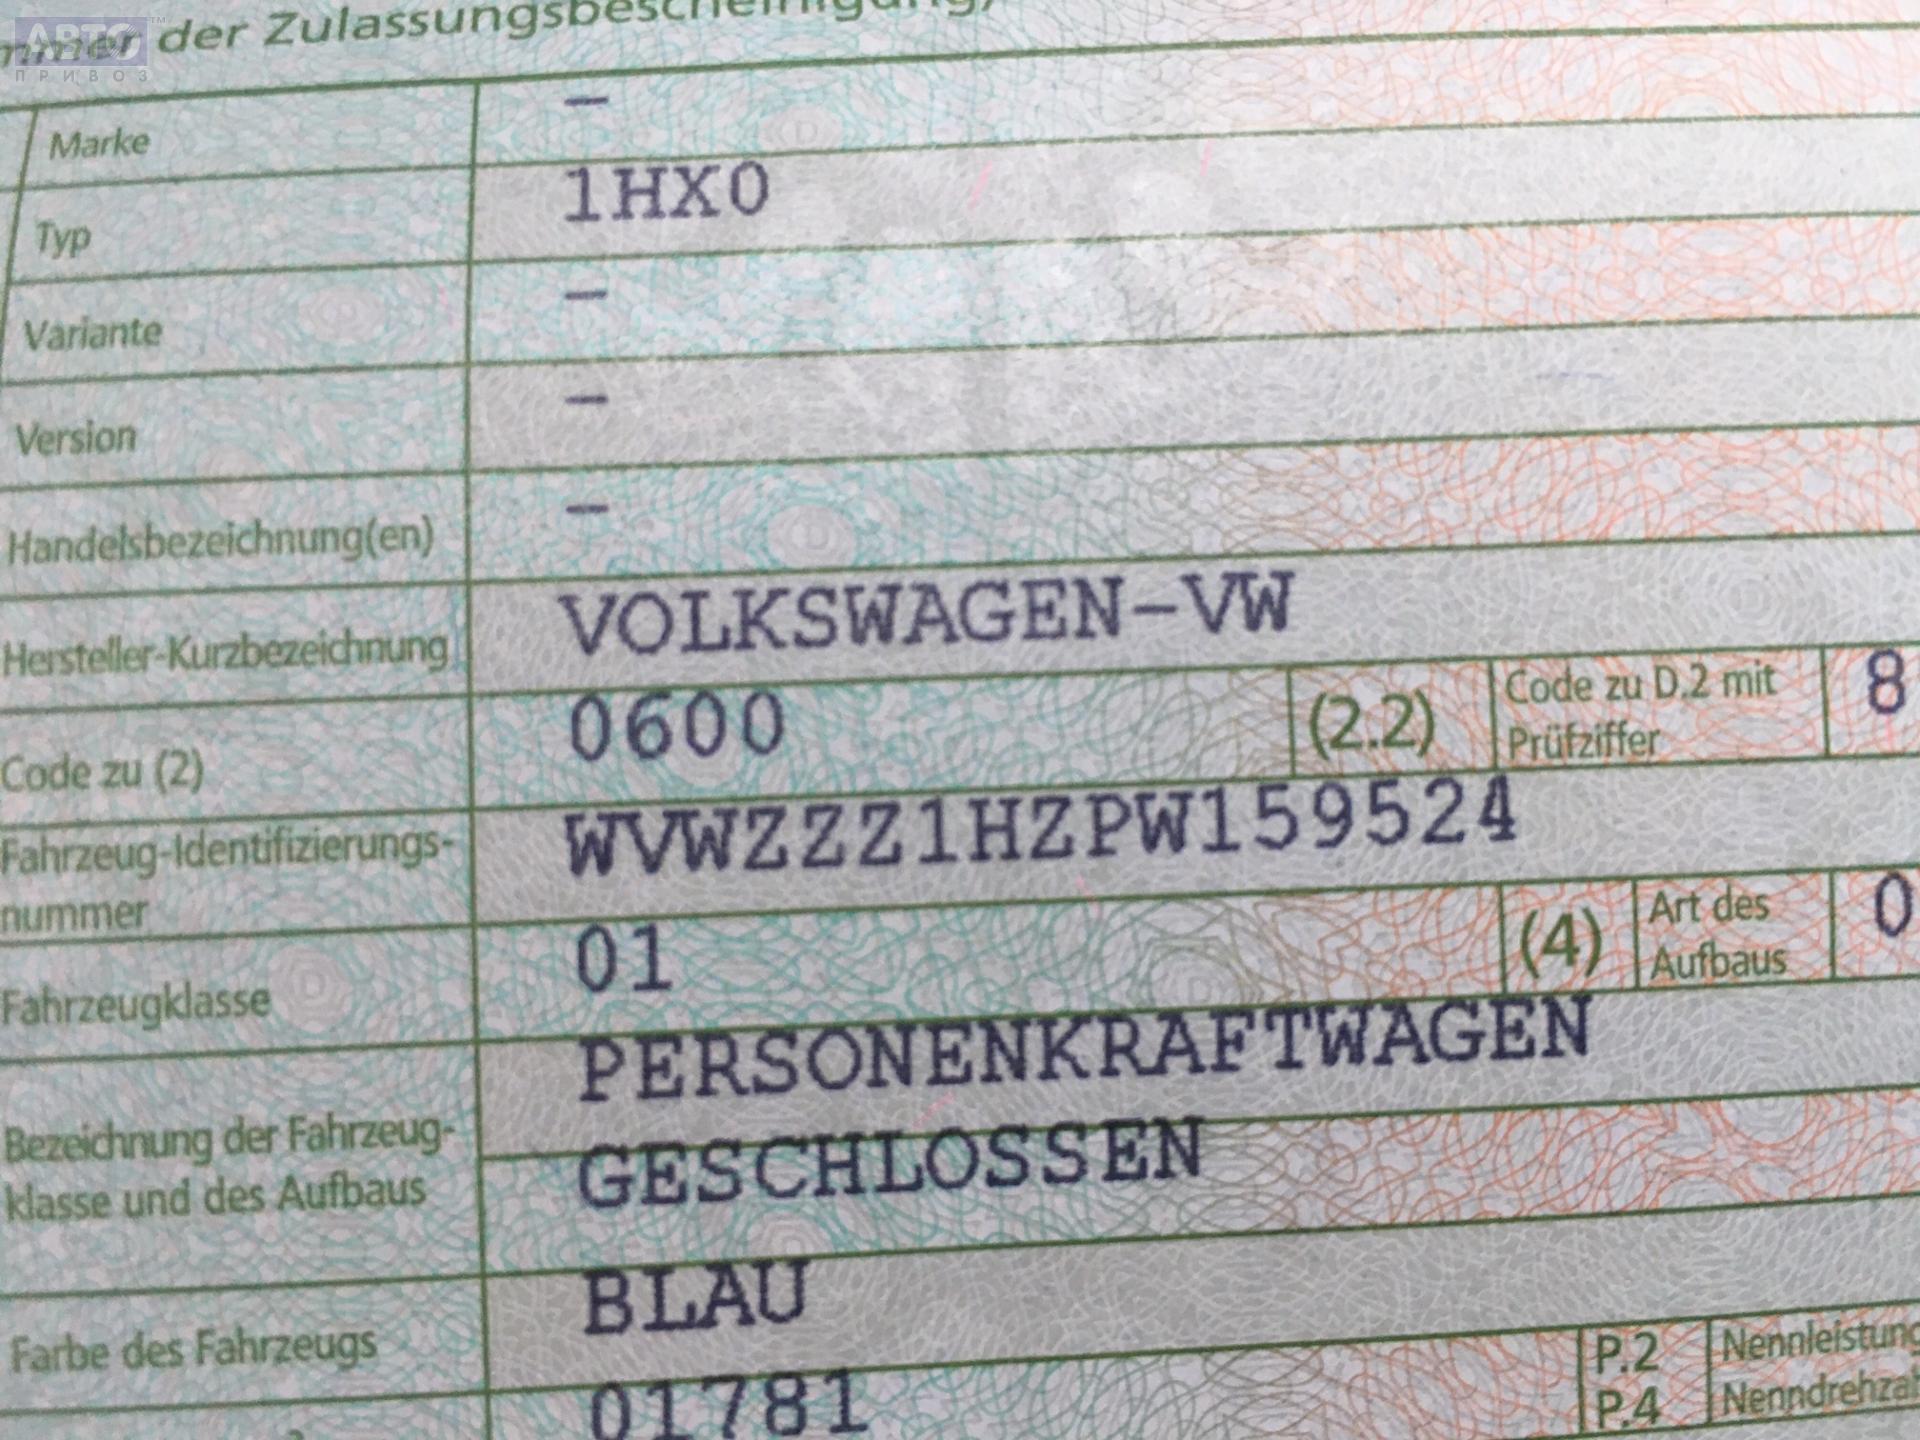 der Zulassungsbescheinigung)
АВТО
ПРИВОЗ
Marke –
Typ 1HX0
Variante –
Version –
Handelsbezeichnung(en) –
Hersteller-Kurzbezeichnung VOLKSWAGEN-VW
Code zu (2) 0600 (2.2) Code zu D.2 mit 8
Prüfziffer
Fahrzeug-Identifizierungs- WVWZZZ1HZPW159524
nummer
Fahrzeugklasse 01 (4) Art des 0
Aufbaus
PERSONENKRAFTWAGEN
Bezeichnung der Fahrzeug-
klasse und des Aufbaus GESCHLOSSEN
Farbe des Fahrzeugs BLAU
01781 P.2 Nennleistung
P.4